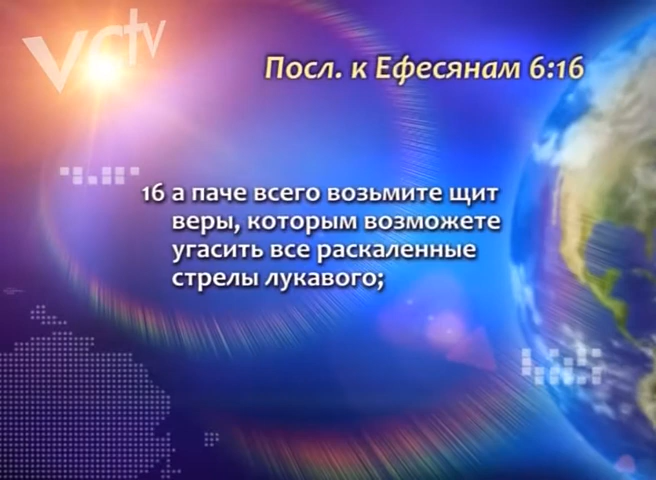 VCTV
Посл. к Ефесянам 6:16
16 а паче всего возьмите щит
веры, которым возможете
угасить все раскаленные
стрелы лукавого;